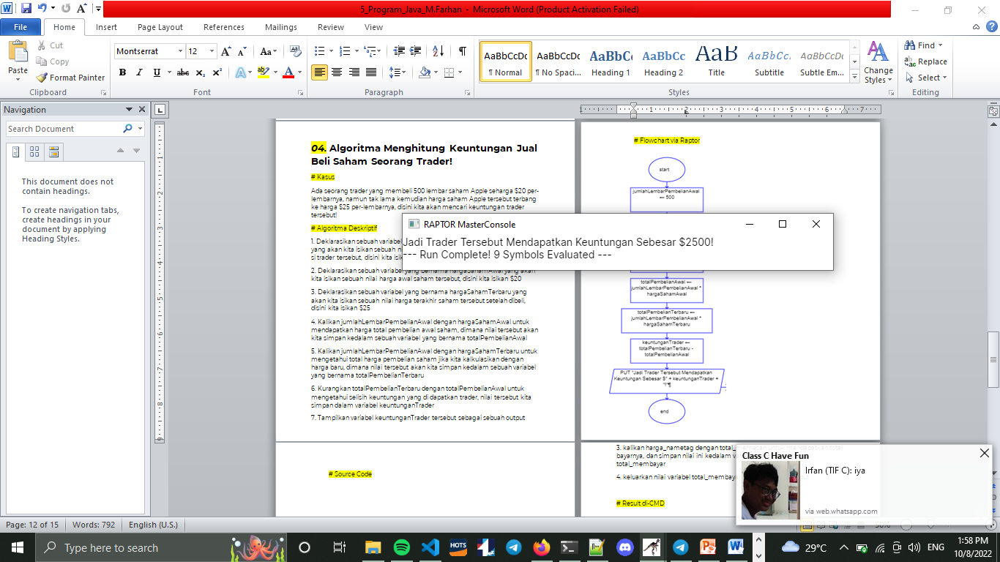 5_Program_Java_M.Farhan - Microsoft Word (Product Activation Failed)
File Home Insert Page Layout References Mailings Review View
Paste
Cut
Copy
Format Painter
Clipboard
Montserrat 12
Font
Paragraph
AaBbCcDc AaBbCcDc AaBbCc AaBbCc AaB AaBbCc. AaBbCcDc
¶ Normal ¶ No Spaci... Heading 1 Heading 2 Title Subtitle Subtle Em...
Styles
Change
Styles
Find
Replace
Select
Editing
Navigation
Search Document
This document does not
contain headings.
To create navigation tabs,
create headings in your
document by applying
Heading Styles.
04. Algoritma Menghitung Keuntungan Jual
Beli Saham Seorang Trader!
# Kasus
Ada seorang trader yang membeli 500 lembar saham Apple seharga $20 per-
lembarnya, namun tak lama kemudian harga saham Apple tersebut terbang
ke harga $25 per-lembarnya, disini kita akan mencari keuntungan trader
tersebut!
# Algoritma Deskriptif
1. Deklarasikan sebuah variabel
yang akan kita isikan sebuah n
si trader tersebut, disini kita isik
2. Deklarasikan sebuah variabel yang bernama hargaSahamAwal yang akan
kita isikan sebuah nilai harga awal saham tersebut, disini kita isikan $20
3. Deklarasikan sebuah variabel yang bernama hargaSahamTerbaru yang
akan kita isikan sebuah nilai harga terakhir saham tersebut setelah dibeli,
disini kita isikan $25
4. Kalikan jumlahLembarPembelianAwal dengan hargaSahamAwal untuk
mendapatkan harga total pembelian awal saham, dimana nilai tersebut akan
kita simpan kedalam sebuah variabel yang bernama totalPembelianAwal
5. Kalikan jumlahLembarPembelianAwal dengan hargaSahamTerbaru untuk
mengetahui total harga pembelian saham jika kita kalkulasikan dengan
harga baru, dimana nilai tersebut akan kita simpan kedalam sebuah variabel
yang bernama totalPembelianTerbaru
6. Kurangkan totalPembelianTerbaru dengan totalPembelianAwal untuk
mengetahui selisih keuntungan yang di dapatkan trader, nilai tersebut kita
simpan dalam variabel keuntunganTrader
7. Tampilkan variabel keuntunganTrader tersebut sebagai sebuah output
# Source Code
# Flowchart via Raptor
start
jumlahLembarPembelianAwal
← 500
RAPTOR MasterConsole
Jadi Trader Tersebut Mendapatkan Keuntungan Sebesar $2500!
--- Run Complete! 9 Symbols Evaluated ---
totalPembelianAwal ←
jumlahLembarPembelianAwal *
hargaSahamAwal
totalPembelianTerbaru ←
jumlahLembarPembelianAwal *
hargaSahamTerbaru
keuntunganTrader ←
totalPembelianTerbaru -
totalPembelianAwal
PUT "Jadi Trader Tersebut Mendapatkan
Keuntungan Sebesar $" + keuntunganTrader +
"!"¶
end
3. kalikan harga_nametag dengan
bayarnya, dan simpan nilai ini kedalam
total_membayar
4. keluarkan nilai variabel
# Result di-CMD
Class C Have Fun
Irfan (TIF C): iya
via web.whatsapp.com
Page: 12 of 15 Words: 792 English (U.S.)
50%
Type here to search
HOTS
29°C ENG
1:58 PM
10/8/2022